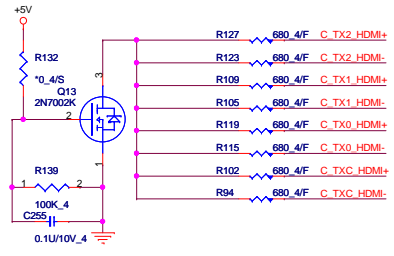 +5V
R127 680_4/F C_TX2_HDMI+
R132
R123 680_4/F C_TX2_HDMI-
*0_4/S
3
Q13
R109 680_4/F C_TX1_HDMI+
2N7002K
R105 680_4/F C_TX1_HDMI-
2
R119 680_4/F C_TX0_HDMI+
R115 680_4/F C_TX0_HDMI-
1
R139
R102 680_4/F C_TXC_HDMI+
1 2
R94 680_4/F C_TXC_HDMI-
100K_4
C255
0.1U/10V_4